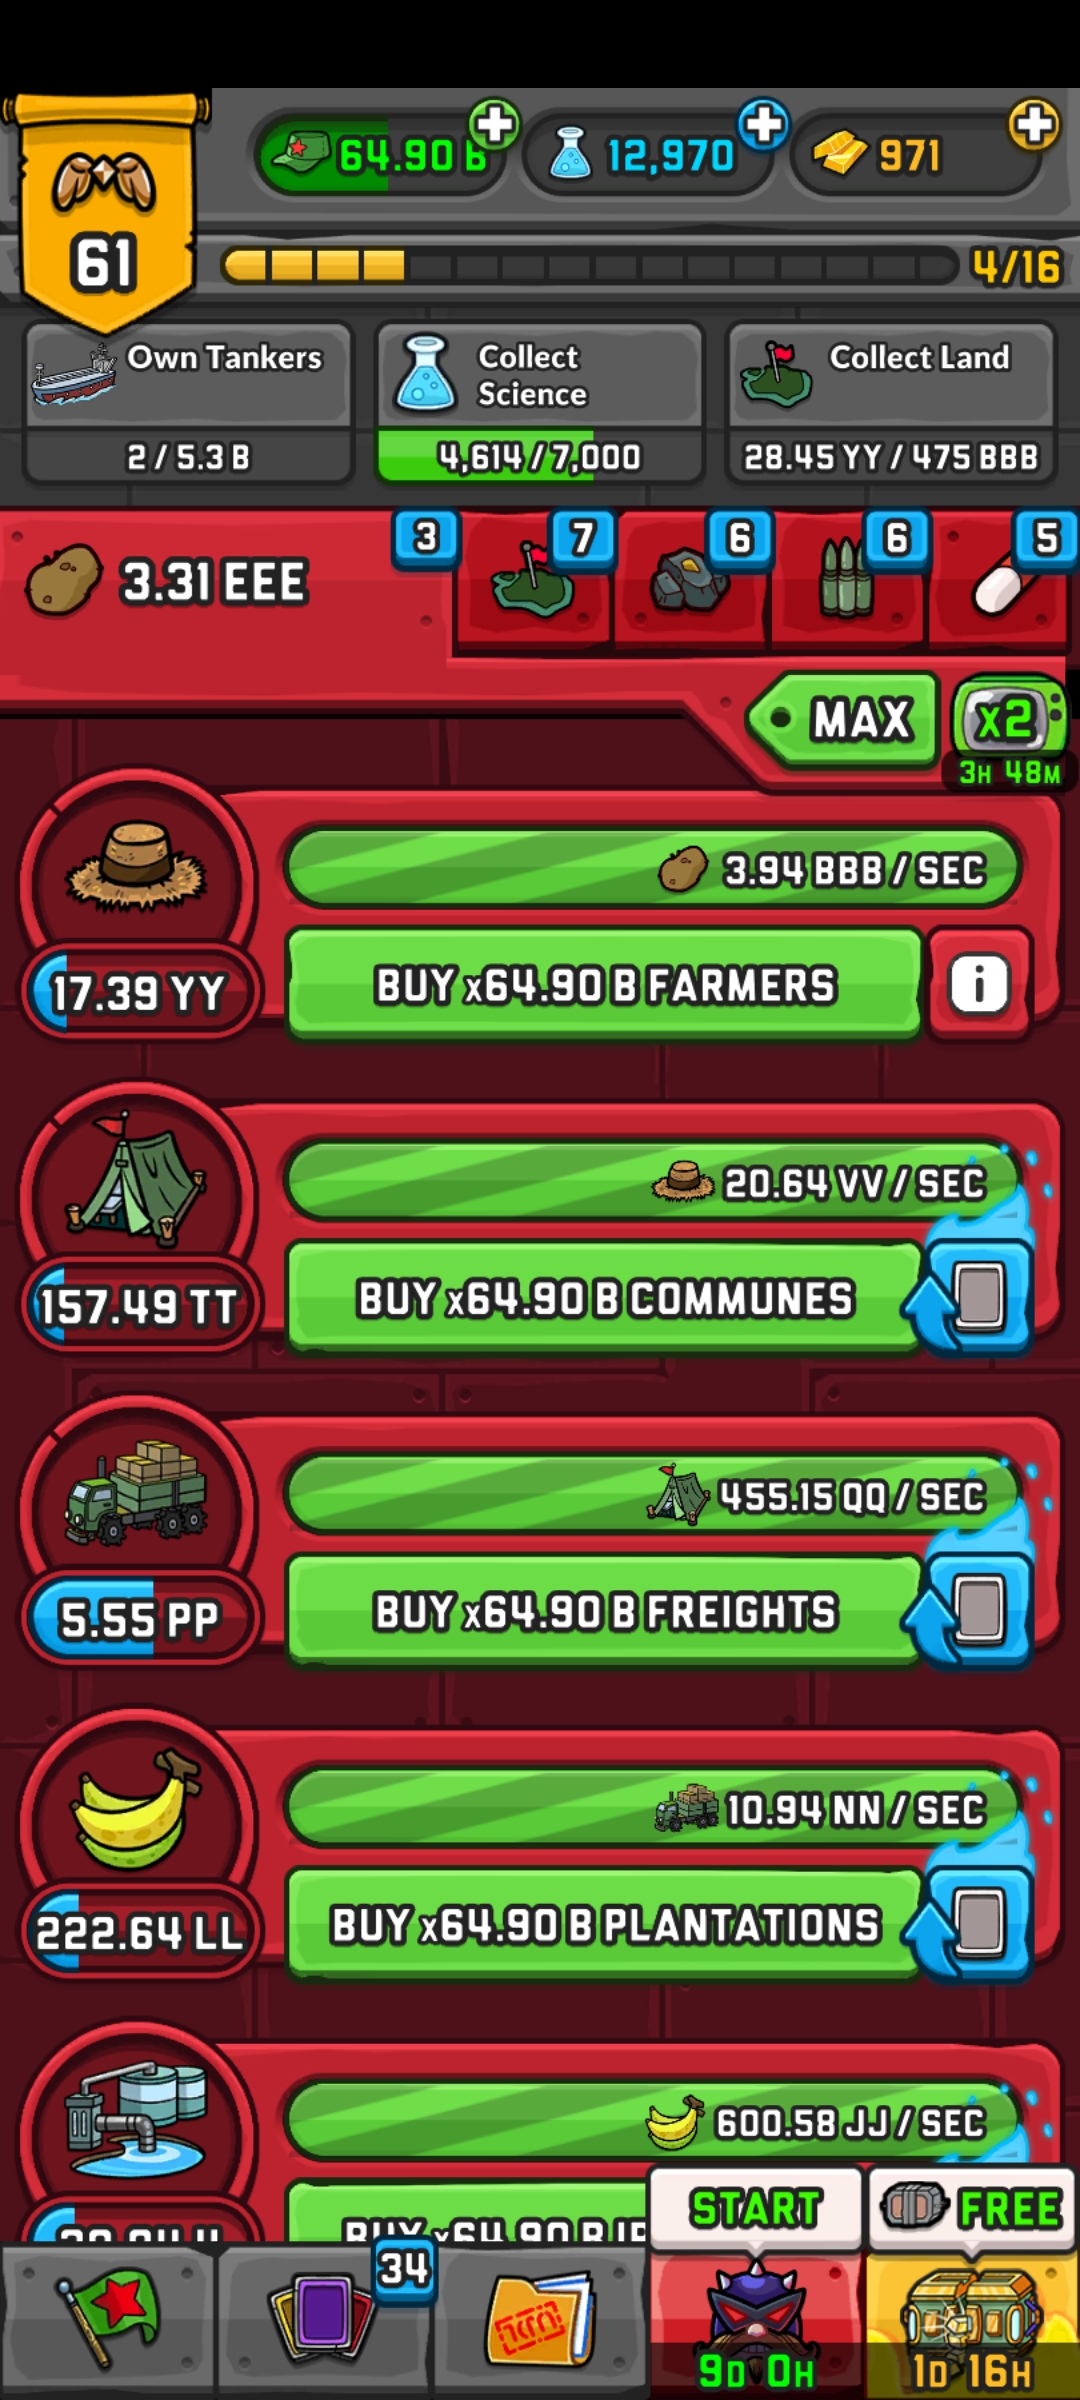 64.90 B
12,970
971
61
4/16
Own Tankers
2 / 5.3 B
Collect
Science
4,614 / 7,000
Collect Land
28.45 YY / 475 BBB
3.31 EEE
3
7
6
6
5
MAX
x2
3H 48M
3.94 BBB / SEC
17.39 YY
BUY x64.90 B FARMERS
i
20.64 VV / SEC
157.49 TT
BUY x64.90 B COMMUNES
455.15 QQ / SEC
5.55 PP
BUY x64.90 B FREIGHTS
10.94 NN / SEC
222.64 LL
BUY x64.90 B PLANTATIONS
600.58 JJ / SEC
BUY x64.90 B
START
FREE
34
9D 0H
1D 16H